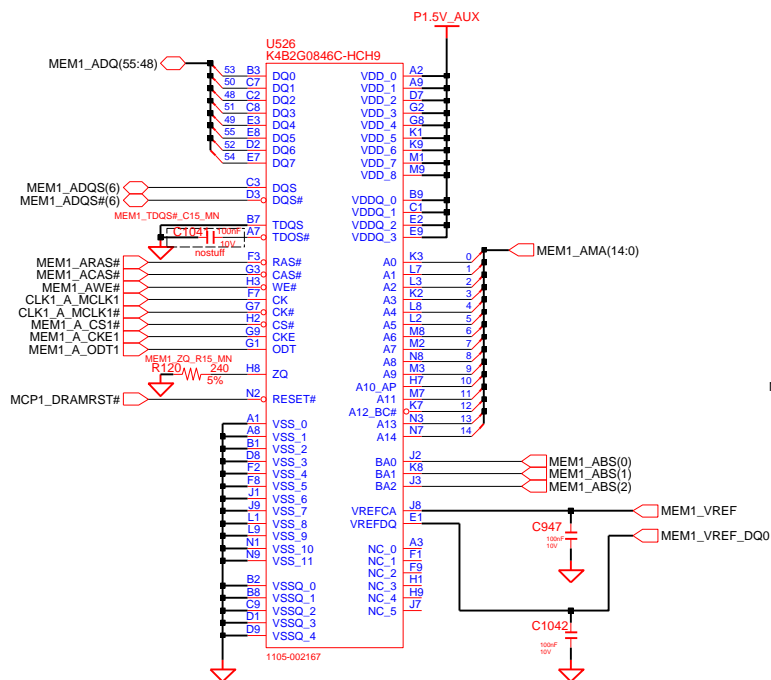 P1.5V_AUX
U526
K4B2G0846C-HCH9
MEM1_ADQ(55:48)
53 B3 DQ0
50 C7 DQ1
48 C2 DQ2
51 C8 DQ3
49 E3 DQ4
55 E8 DQ5
52 D2 DQ6
54 E7 DQ7
VDD_0 A2
VDD_1 A9
VDD_2 D7
VDD_3 G2
VDD_4 G8
VDD_5 K1
VDD_6 K9
VDD_7 M1
VDD_8 M9
MEM1_ADQS(6) C3 DQS
MEM1_ADQS#(6) D3 DQS#
VDDQ_0 B9
VDDQ_1 C1
VDDQ_2 E2
VDDQ_3 E9
MEM1_TDQS#_C15_MN
B7 TDQS
C1041 100nF A7 TDOS#
10V
nostuff
MEM1_ARAS# F3 RAS#
MEM1_ACAS# G3 CAS#
MEM1_AWE# H3 WE#
CLK1_A_MCLK1 F7 CK
CLK1_A_MCLK1# G7 CK#
MEM1_A_CS1# H2 CS#
MEM1_A_CKE1 G9 CKE
MEM1_A_ODT1 G1 ODT
MEM1_AMA(14:0)
A0 K3 0
A1 L7 1
A2 L3 2
A3 K2 3
A4 L8 4
A5 L2 5
A6 M8 6
A7 M2 7
A8 N8 8
A9 M3 9
A10_AP H7 10
A11 M7 11
A12_BC# K7 12
A13 N3 13
A14 N7 14
MEM1_ZQ_R15_MN
R120 240 H8 ZQ
5%
MCP1_DRAMRST# N2 RESET#
A1 VSS_0
A8 VSS_1
B1 VSS_2
D8 VSS_3
F2 VSS_4
F8 VSS_5
J1 VSS_6
J9 VSS_7
L1 VSS_8
L9 VSS_9
N1 VSS_10
N9 VSS_11
BA0 J2 MEM1_ABS(0)
BA1 K8 MEM1_ABS(1)
BA2 J3 MEM1_ABS(2)
VREFCA J8 MEM1_VREF
VREFDQ E1 MEM1_VREF_DQ0
C947
100nF
10V
NC_0 A3
NC_1 F1
NC_2 F9
NC_3 H1
NC_4 H9
NC_5 J7
B2 VSSQ_0
B8 VSSQ_1
C9 VSSQ_2
D1 VSSQ_3
D9 VSSQ_4
C1042
100nF
10V
1105-002167